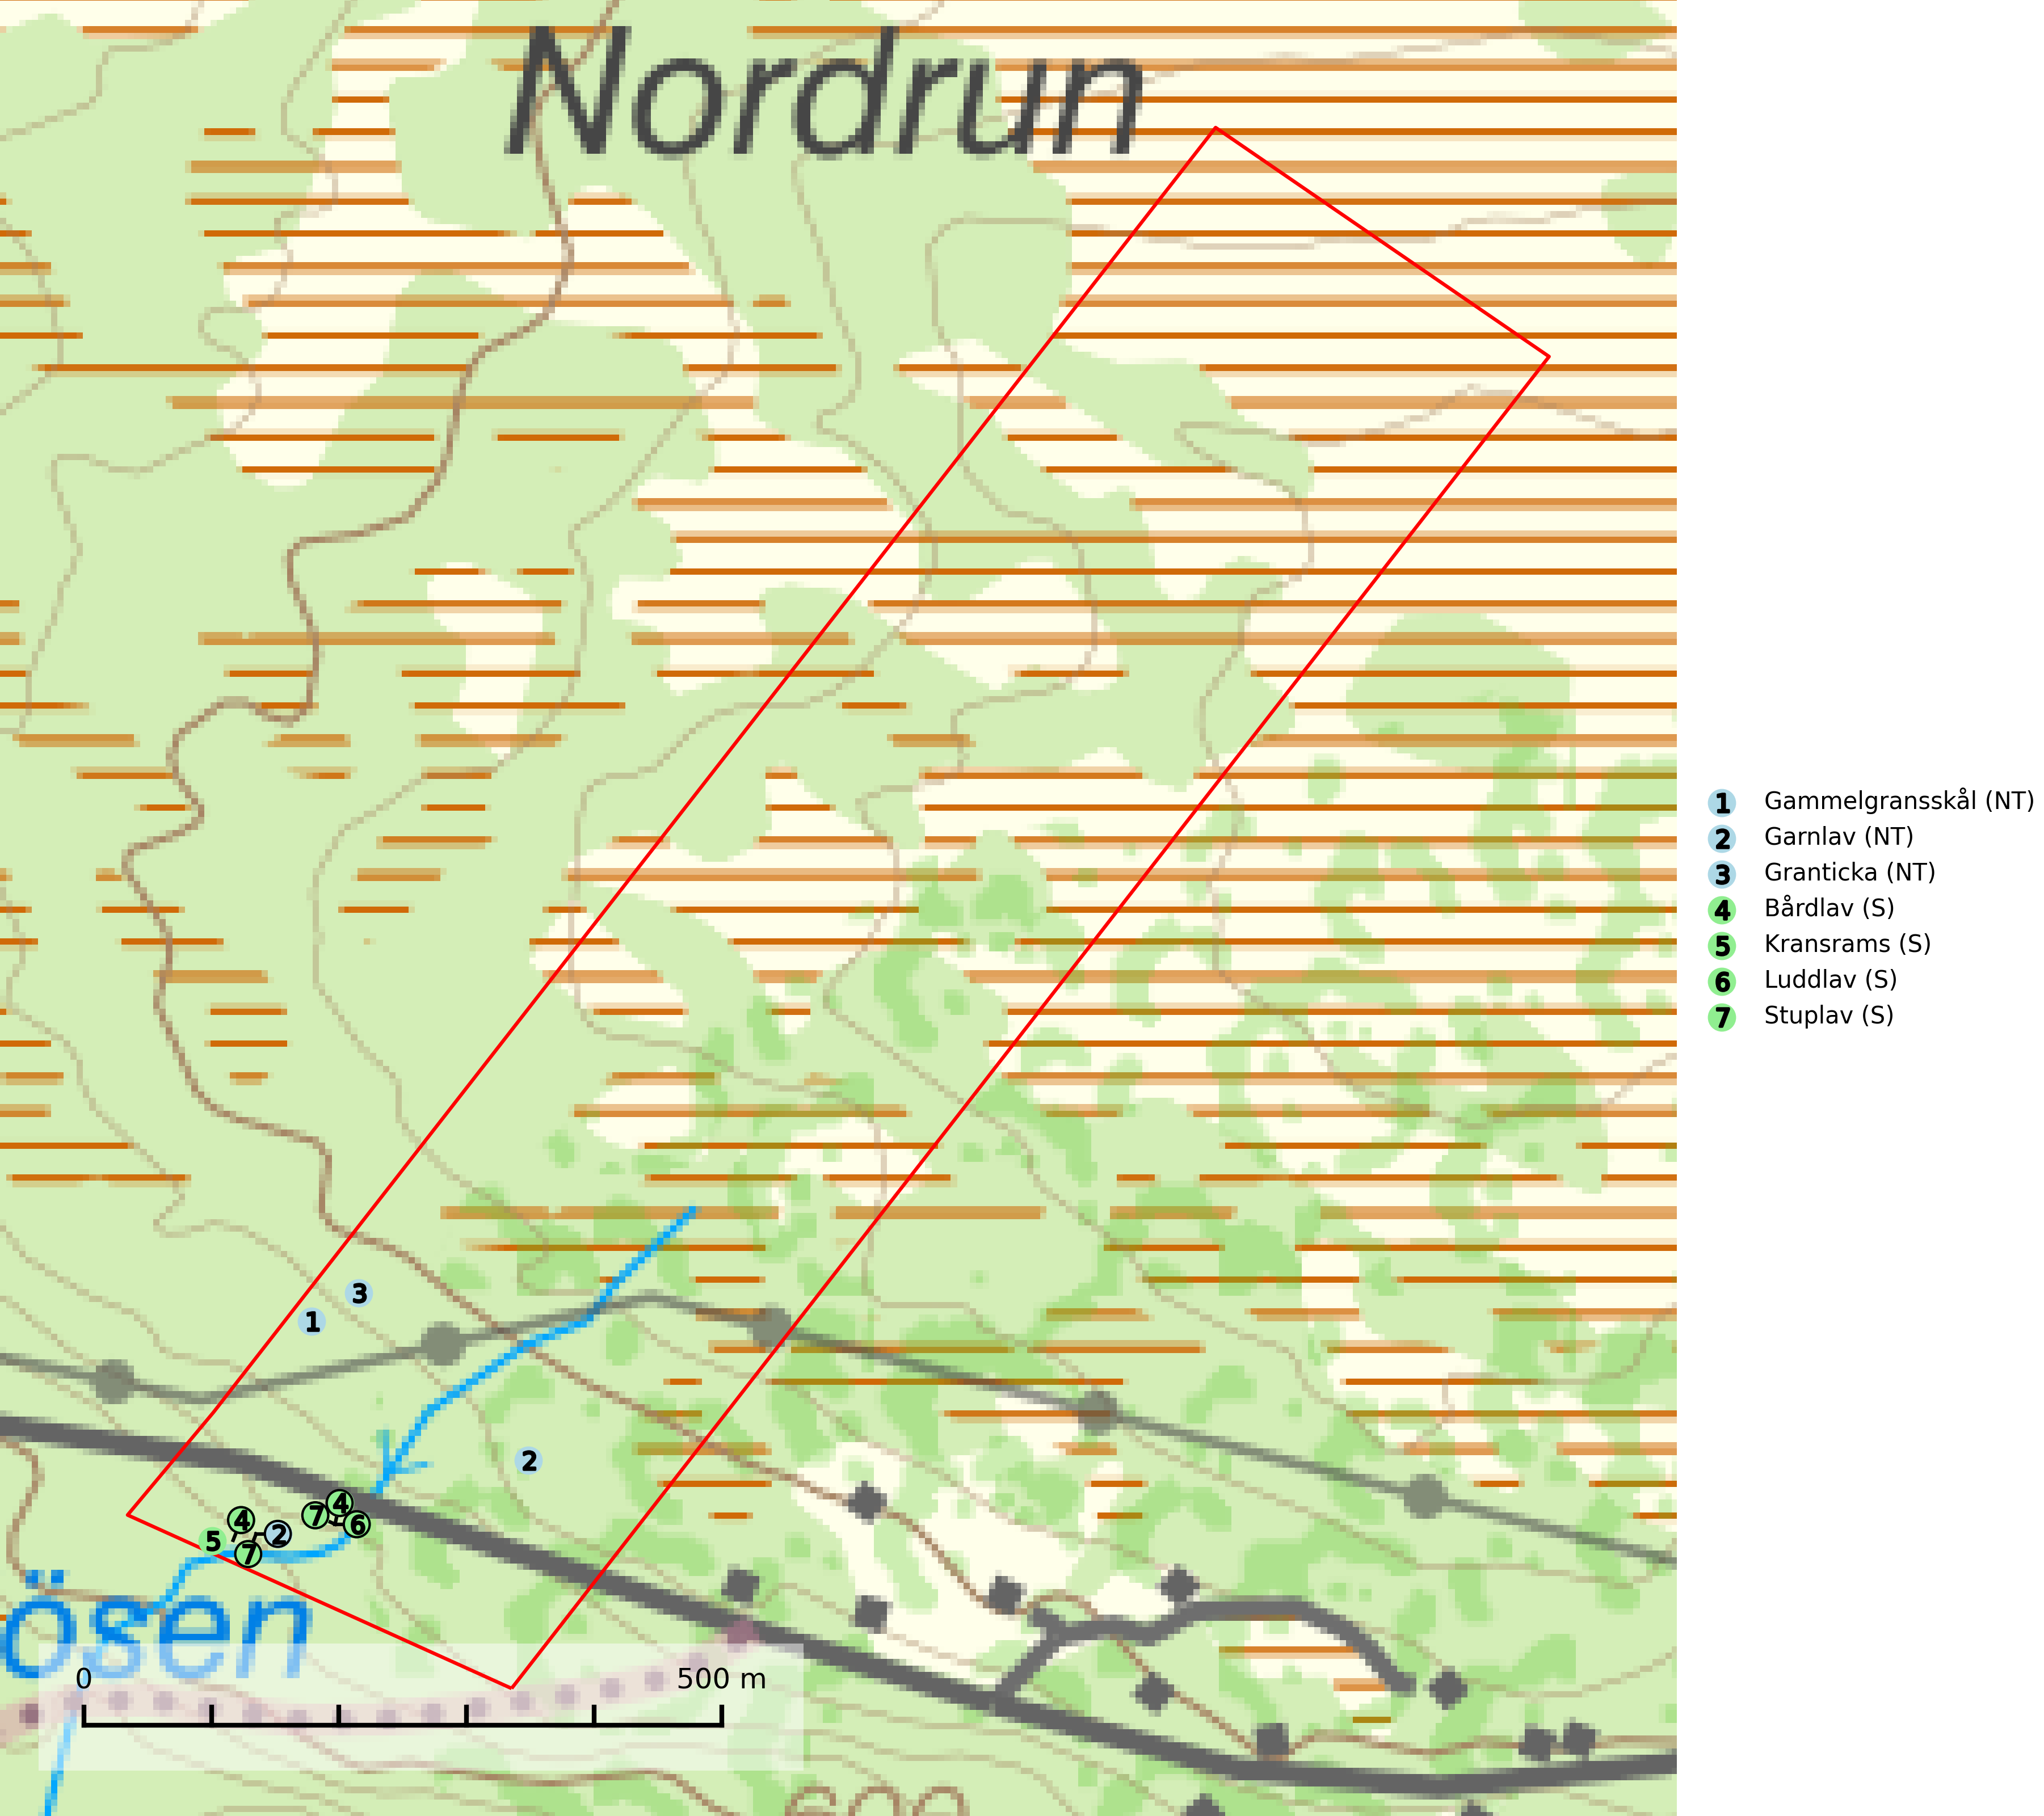 Nordrun
1 Gammelgransskål (NT)
2 Garnlav (NT)
3 Granticka (NT)
4 Bårdlav (S)
5 Kransrams (S)
6 Luddlav (S)
7 Stuplav (S)
3
1
2
4
7
4
6
5
2
7
ösen
0 500 m